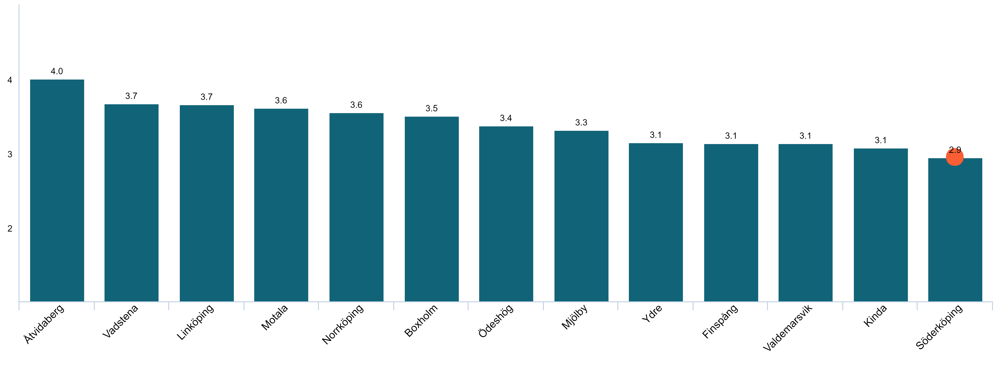 4
3
2
4.0
3.7
3.7
3.6
3.6
3.5
3.4
3.3
3.1
3.1
3.1
3.1
2.9
Åtvidaberg
Vadstena
Linköping
Motala
Norrköping
Boxholm
Ödeshög
Mjölby
Ydre
Finspång
Valdemarsvik
Kinda
Söderköping